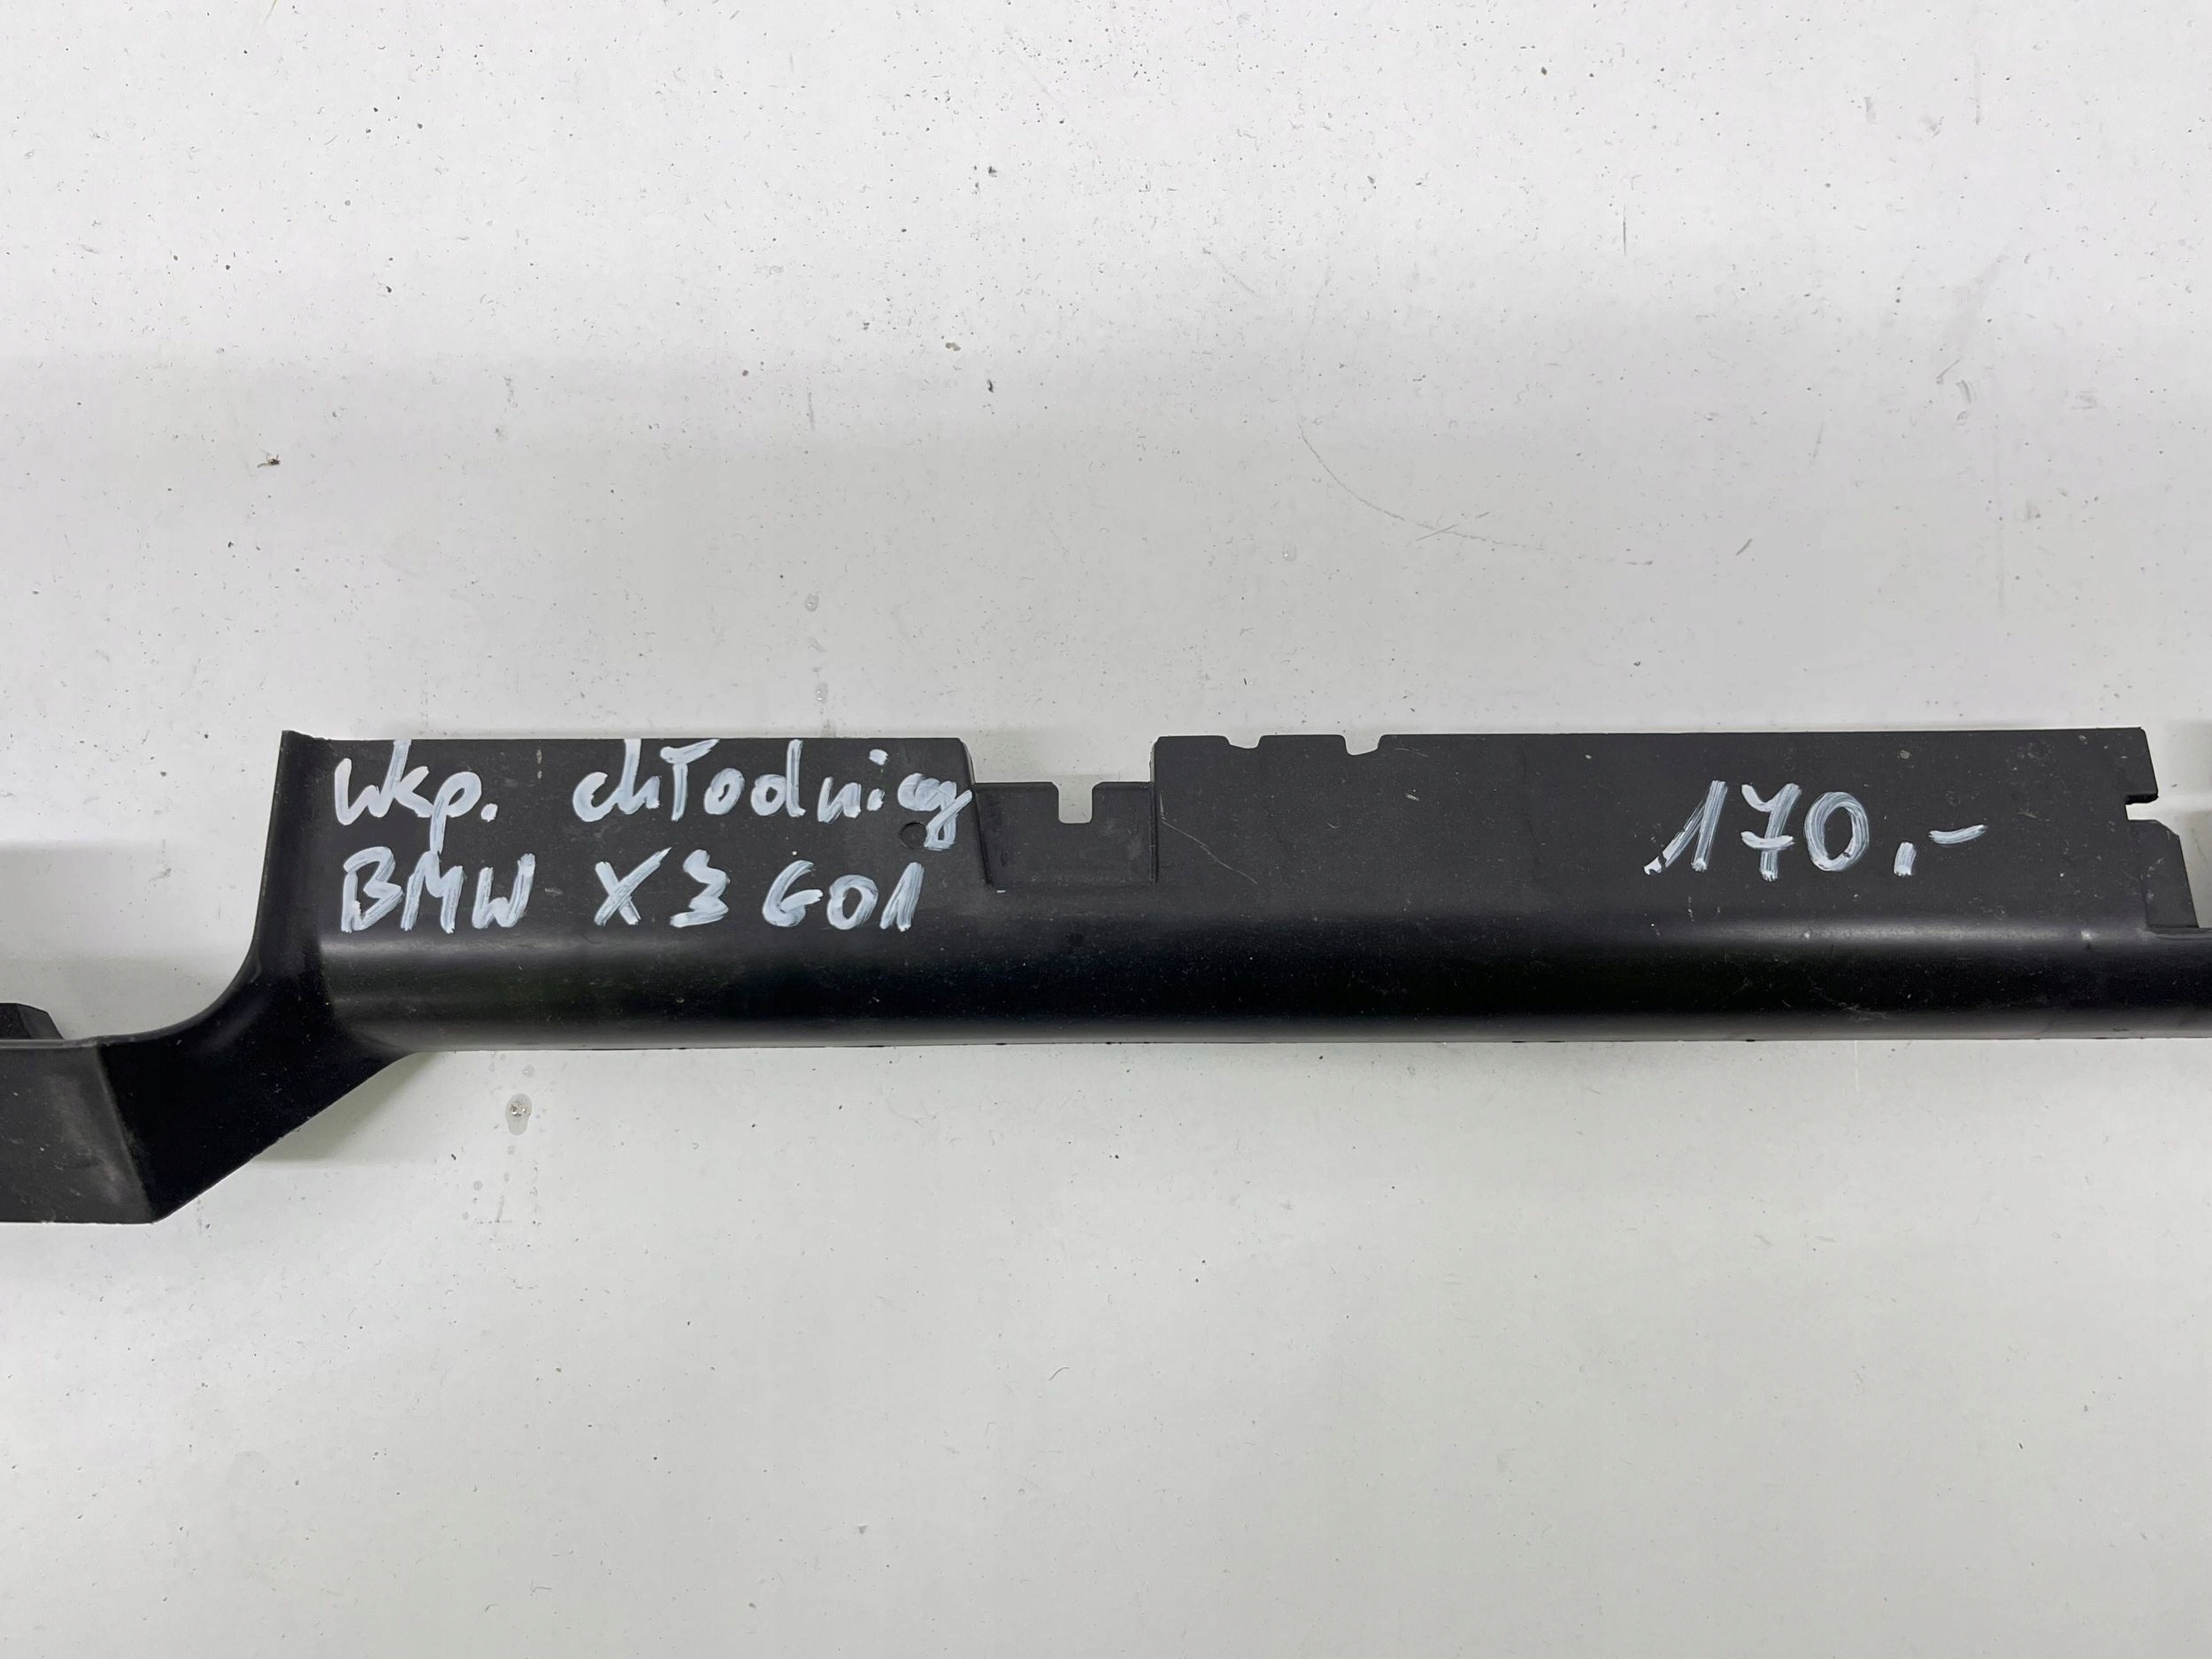 wkp. chłodnicy
BMW X3 G01
170.-